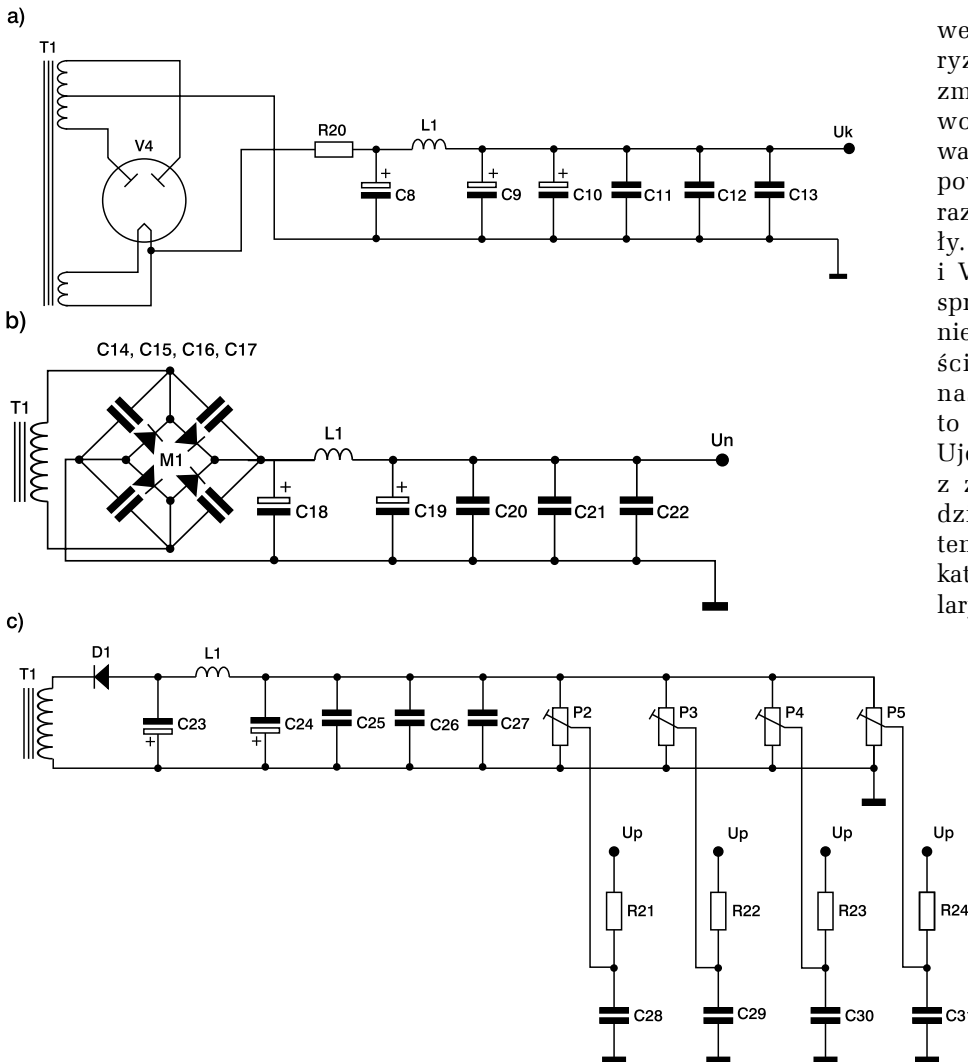 a)
T1
V4
R20
L1
Uk
+
+
+
C8
C9
C10
C11
C12
C13
b)
C14, C15, C16, C17
T1
M1
L1
Un
+
+
C18
C19
C20
C21
C22
c)
T1
D1
L1
C23
C24
C25
C26
C27
P2
P3
P4
P5
+
+
Up
Up
Up
Up
R21
R22
R23
R24
C28
C29
C30
we
ryz
zm
wo
wa
pov
raz
ły.
i V
spr
nie
ści
na
to
Ujo
z z
dzi
ten
kat
lar